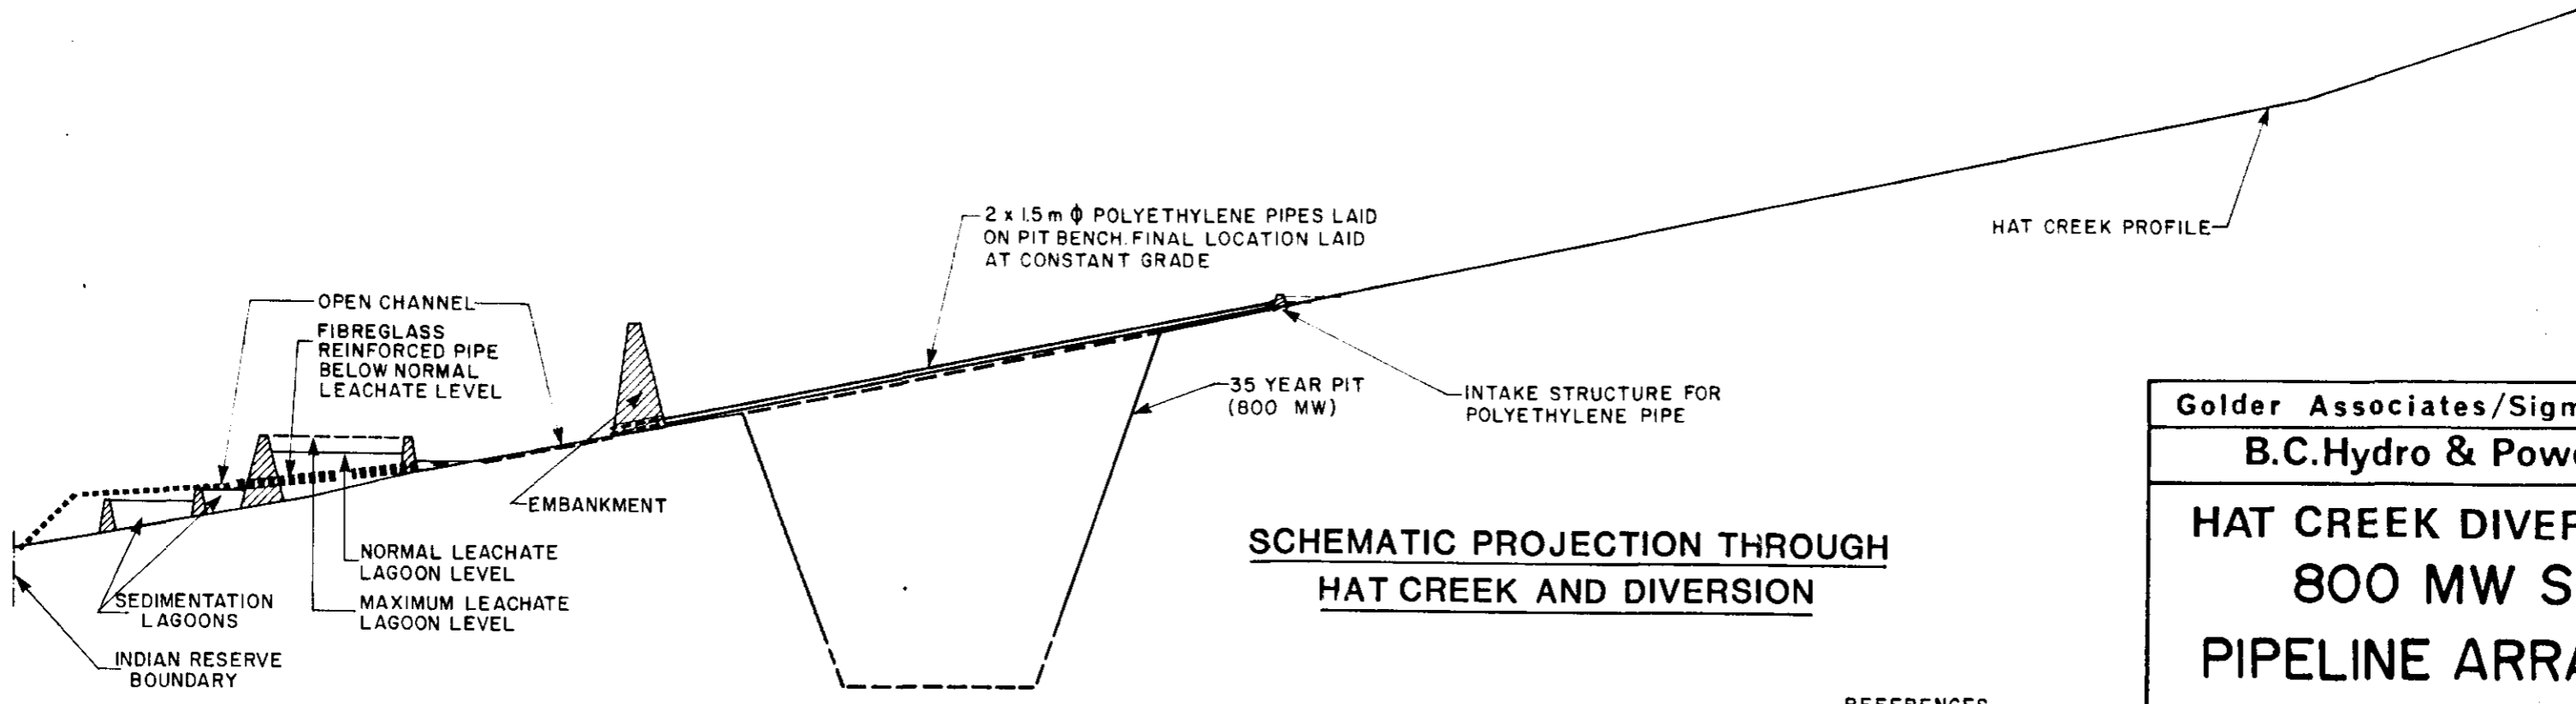 2 x 1.5 m ϕ POLYETHYLENE PIPES LAID
ON PIT BENCH. FINAL LOCATION LAID
AT CONSTANT GRADE
HAT CREEK PROFILE
OPEN CHANNEL
FIBREGLASS
REINFORCED PIPE
BELOW NORMAL
LEACHATE LEVEL
35 YEAR PIT
(800 MW)
INTAKE STRUCTURE FOR
POLYETHYLENE PIPE
EMBANKMENT
NORMAL LEACHATE
LAGOON LEVEL
MAXIMUM LEACHATE
LAGOON LEVEL
SEDIMENTATION
LAGOONS
INDIAN RESERVE
BOUNDARY
SCHEMATIC PROJECTION THROUGH
HAT CREEK AND DIVERSION
Golder Associates/Sigm
B.C.Hydro & Powe
HAT CREEK DIVER
800 MW S
PIPELINE ARRA
REFERENCES